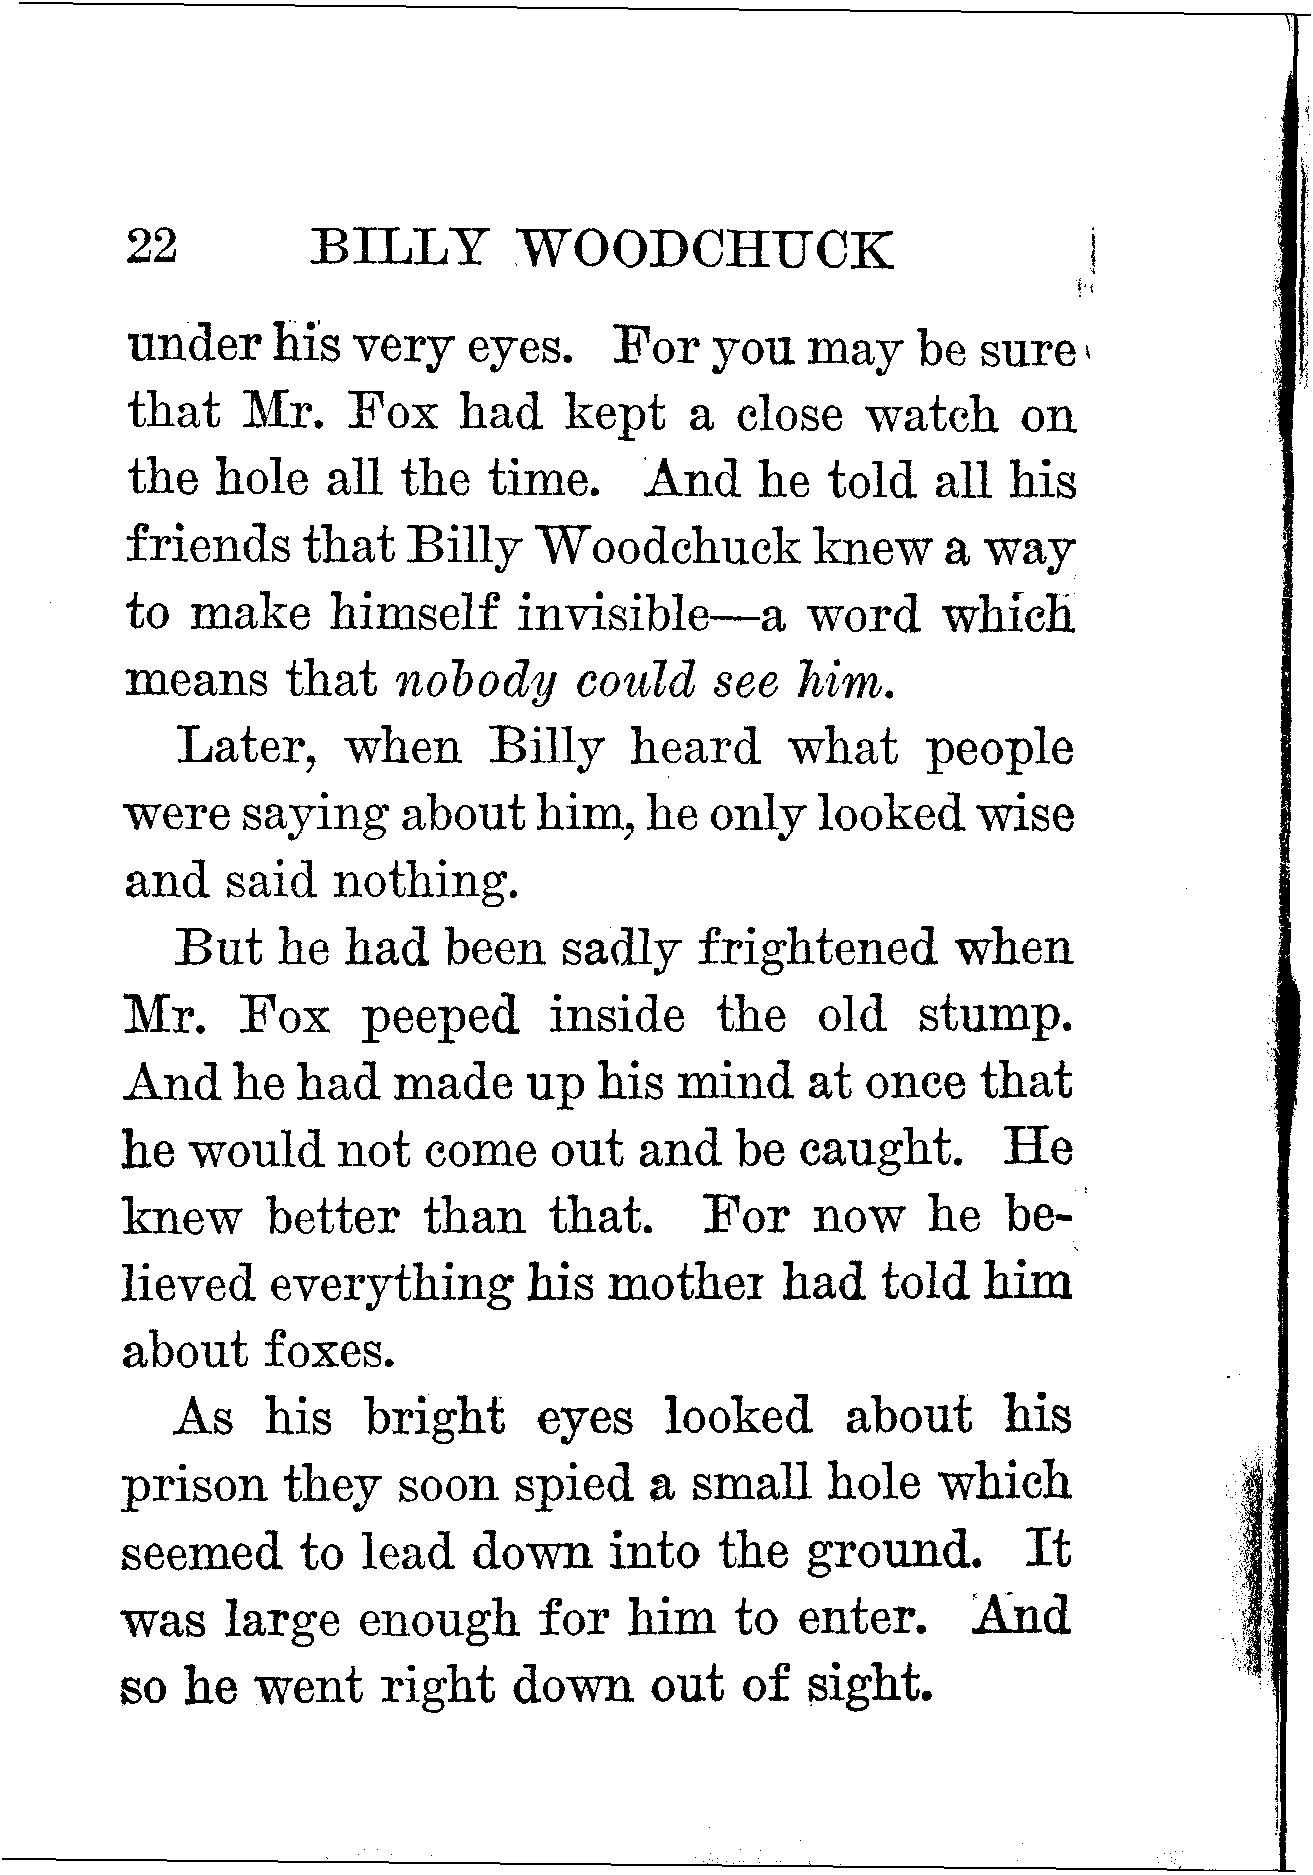 22 BILLY WOODCHUCK
under his very eyes. For you may be sure
that Mr. Fox had kept a close watch on
the hole all the time. And he told all his
friends that Billy Woodchuck knew a way
to make himself invisible—a word which
means that nobody could see him.
Later, when Billy heard what people
were saying about him, he only looked wise
and said nothing.
But he had been sadly frightened when
Mr. Fox peeped inside the old stump.
And he had made up his mind at once that
he would not come out and be caught. He
knew better than that. For now he be-
lieved everything his mother had told him
about foxes.
As his bright eyes looked about his
prison they soon spied a small hole which
seemed to lead down into the ground. It
was large enough for him to enter. And
so he went right down out of sight.